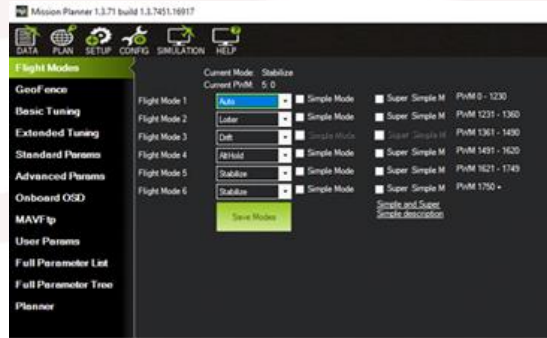 Mission Planner 1.3.71 build 1.3.7451.16917
DATA PLAN SETUP CONFIG SIMULATION HELP
Flight Modes
GeoFence
Basic Tuning
Extended Tuning
Standard Params
Advanced Params
Onboard OSD
MAVFtp
User Params
Full Parameter List
Full Parameter Tree
Planner
Current Mode: Stabilize
Current PWM: 5: 0
Flight Mode 1 Auto Simple Mode Super Simple M PWM 0 - 1230
Flight Mode 2 Loiter Simple Mode Super Simple M PWM 1231 - 1360
Flight Mode 3 Drift Simple Mode Super Simple M PWM 1361 - 1490
Flight Mode 4 AltHold Simple Mode Super Simple M PWM 1491 - 1620
Flight Mode 5 Stabilize Simple Mode Super Simple M PWM 1621 - 1749
Flight Mode 6 Stabilize Simple Mode Super Simple M PWM 1750 +
Save Modes
Simple and Super
Simple description